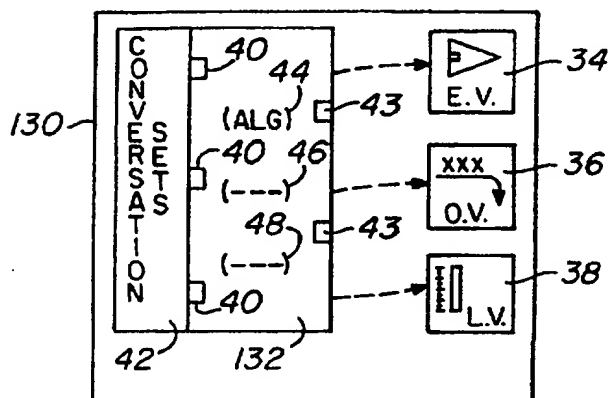 130
CONVERSATION
SETS
40
44
(ALG)
43
40
46
(---)
48
43
(---)
40
42
132
E.V.
34
XXX
O.V.
36
L.V.
38